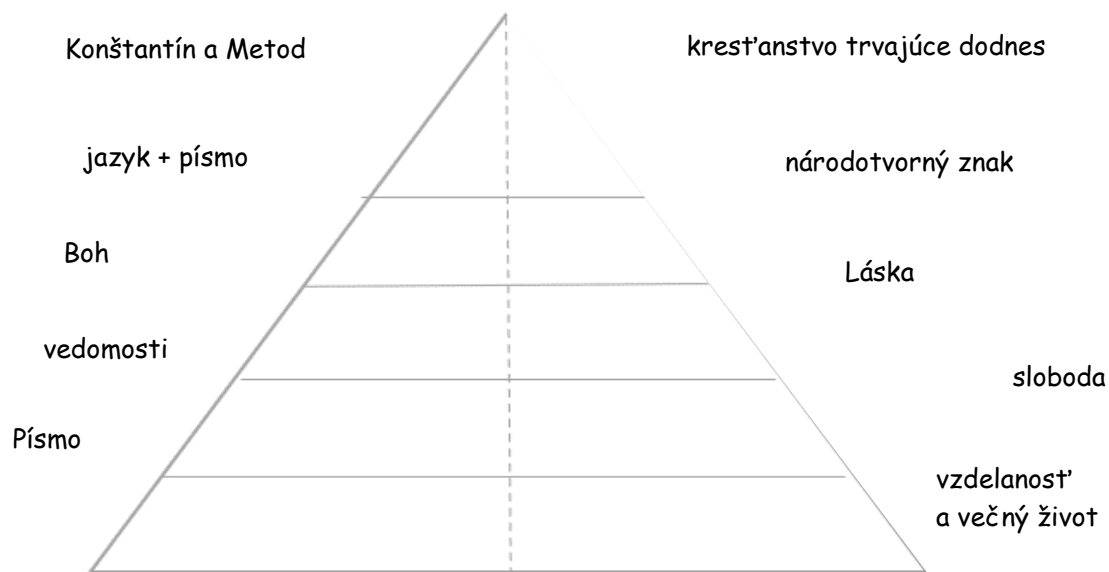 Konštantín a Metod
kresťanstvo trvajúce dodnes
jazyk + písmo
národotvorný znak
Boh
Láska
vedomosti
sloboda
Písmo
vzdelanosť
a večný život